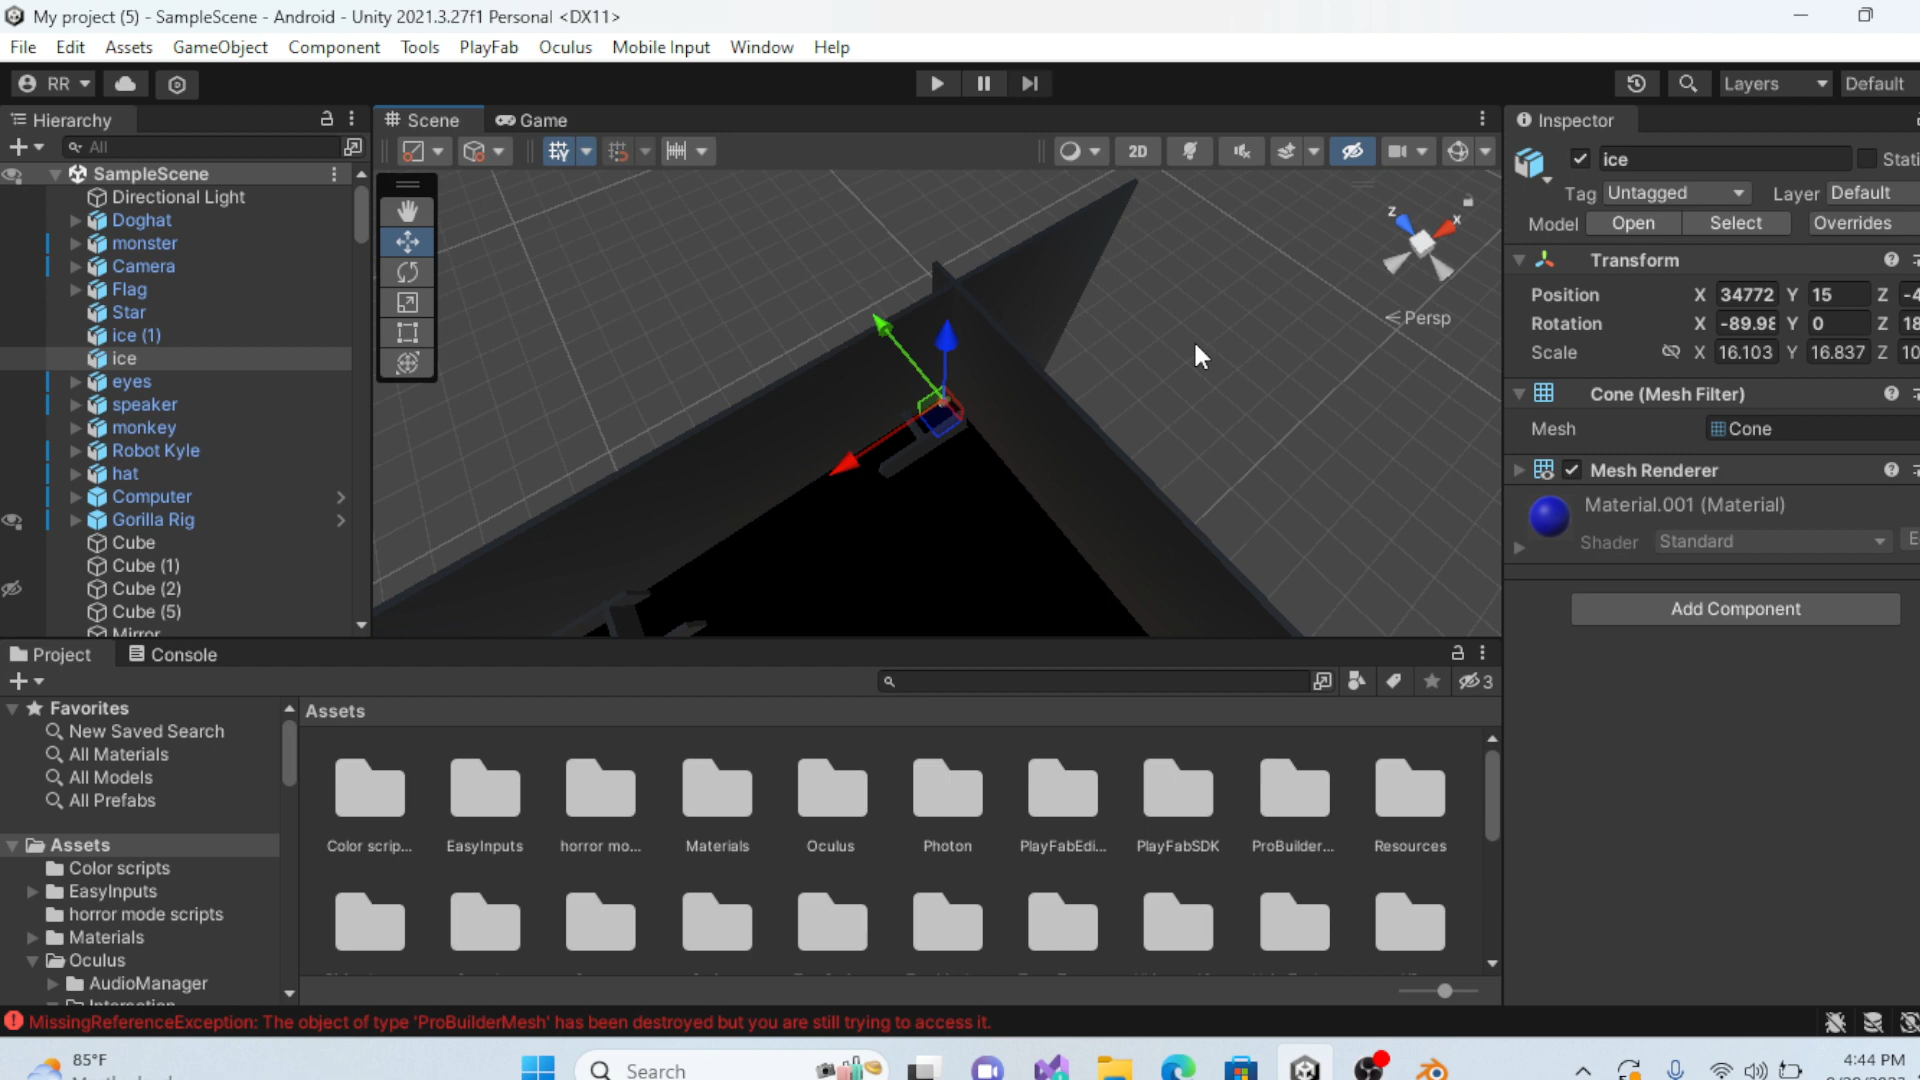 My project (5) - SampleScene - Android - Unity 2021.3.27f1 Personal <DX11>
File Edit Assets GameObject Component Tools PlayFab Oculus Mobile Input Window Help
RR
Layers
Default
Hierarchy
Scene
Game
Inspector
All
2D
ice
Tag Untagged
Layer Default
Model Open Select Overrides
SampleScene
Directional Light
Doghat
monster
Camera
Flag
Star
ice (1)
ice
eyes
speaker
monkey
Robot Kyle
hat
Computer
Gorilla Rig
Cube
Cube (1)
Cube (2)
Cube (5)
Mirror
z
x
Persp
Transform
Position X 34772 Y 15 Z
Rotation X -89.98 Y 0 Z
Scale X 16.103 Y 16.837 Z
Cone (Mesh Filter)
Mesh Cone
Mesh Renderer
Material.001 (Material)
Shader Standard
Add Component
Project
Console
3
Favorites
New Saved Search
All Materials
All Models
All Prefabs
Assets
Color scripts
EasyInputs
horror mode scripts
Materials
Oculus
AudioManager
Interaction
Assets
Color scrip...
EasyInputs
horror mo...
Materials
Oculus
Photon
PlayFabEdi...
PlayFabSDK
ProBuilder...
Resources
MissingReferenceException: The object of type 'ProBuilderMesh' has been destroyed but you are still trying to access it.
85°F
Search
4:44 PM